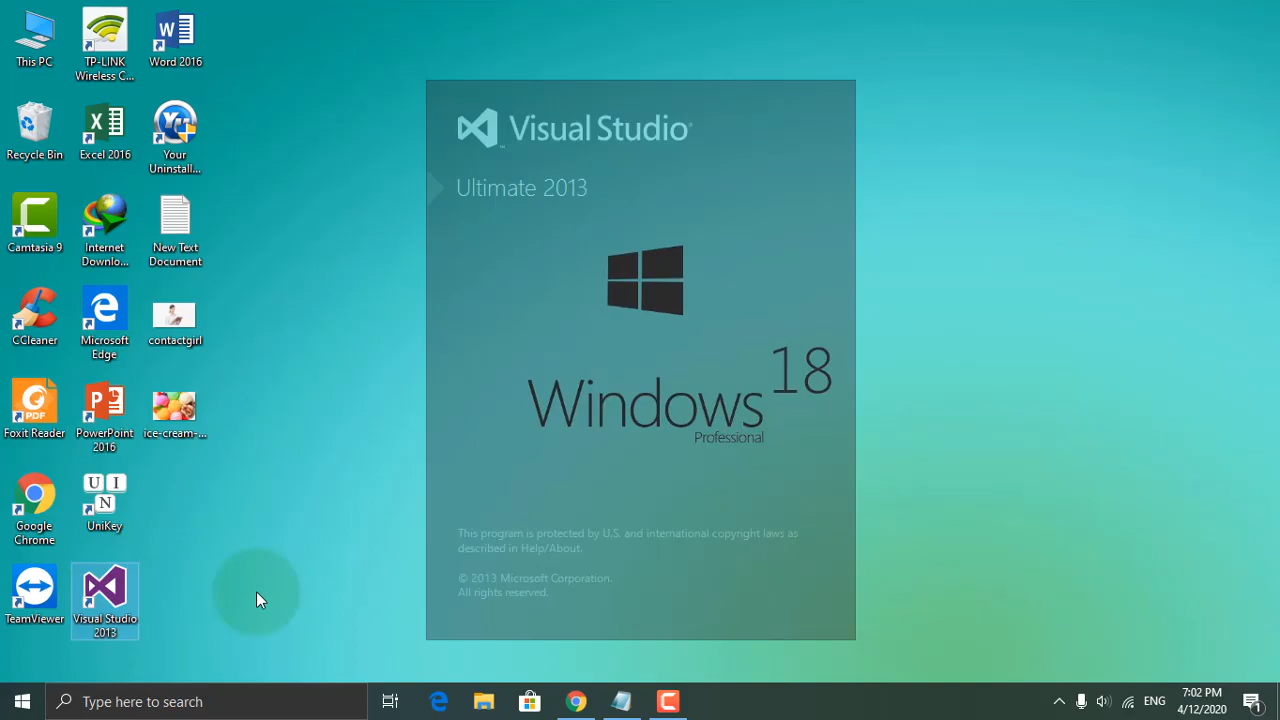 This PC
TP-LINK
Wireless C...
Word 2016
Recycle Bin
Excel 2016
Your
Uninstall...
Camtasia 9
Internet
Downlo...
New Text
Document
CCleaner
Microsoft
Edge
contactgirl
Foxit Reader
PowerPoint
2016
ice-cream-...
Google
Chrome
UniKey
TeamViewer
Visual Studio
2013
W
X
YU
PDF
P
U I
N
Visual Studio®
Ultimate 2013
Windows 18
Professional
This program is protected by U.S. and international copyright laws as
described in Help/About.
© 2013 Microsoft Corporation.
All rights reserved.
Type here to search
ENG
7:02 PM
4/12/2020
1